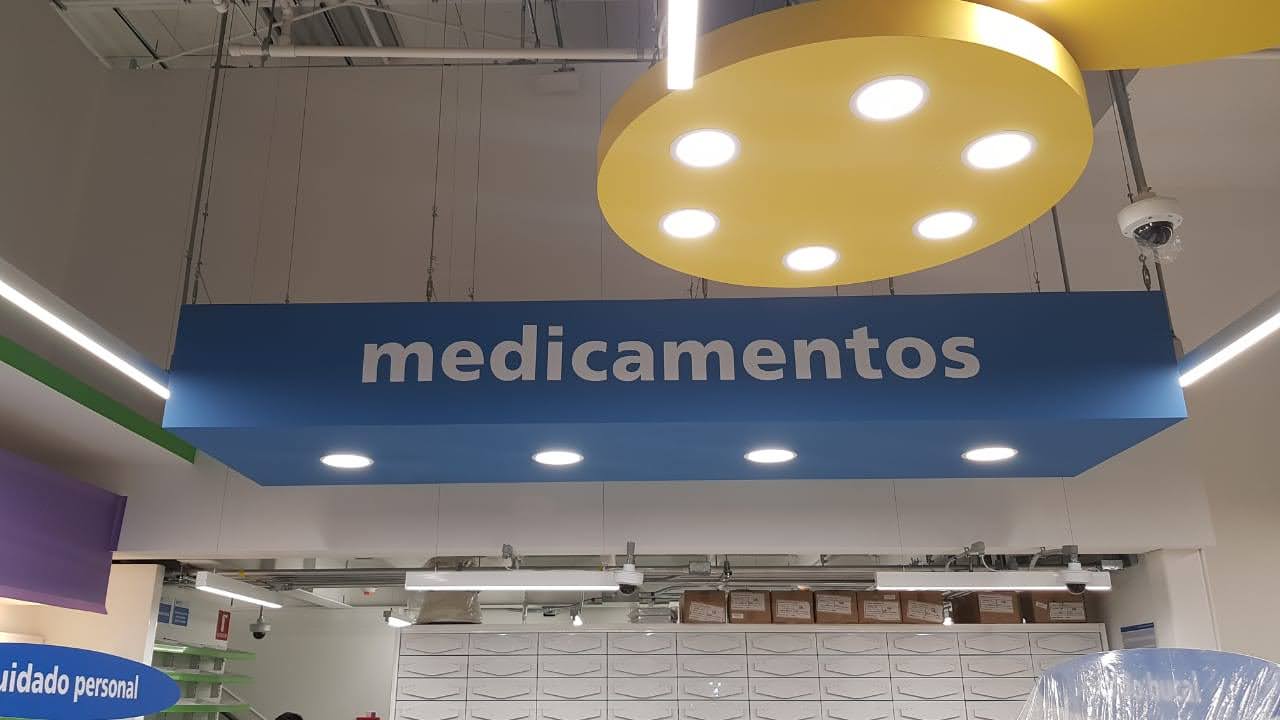 medicamentos
uidado personal